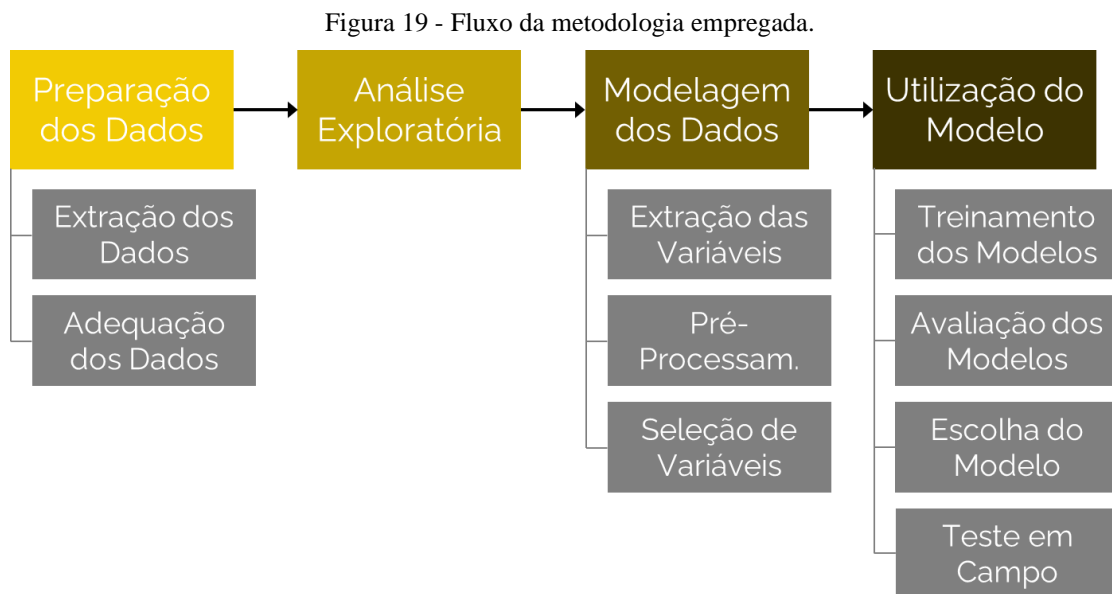 Figura 19 - Fluxo da metodologia empregada.
Preparação
dos Dados
Análise
Exploratória
Modelagem
dos Dados
Utilização do
Modelo
Extração dos
Dados
Adequação
dos Dados
Extração das
Variáveis
Pré-
Processam.
Seleção de
Variáveis
Treinamento
dos Modelos
Avaliação dos
Modelos
Escolha do
Modelo
Teste em
Campo